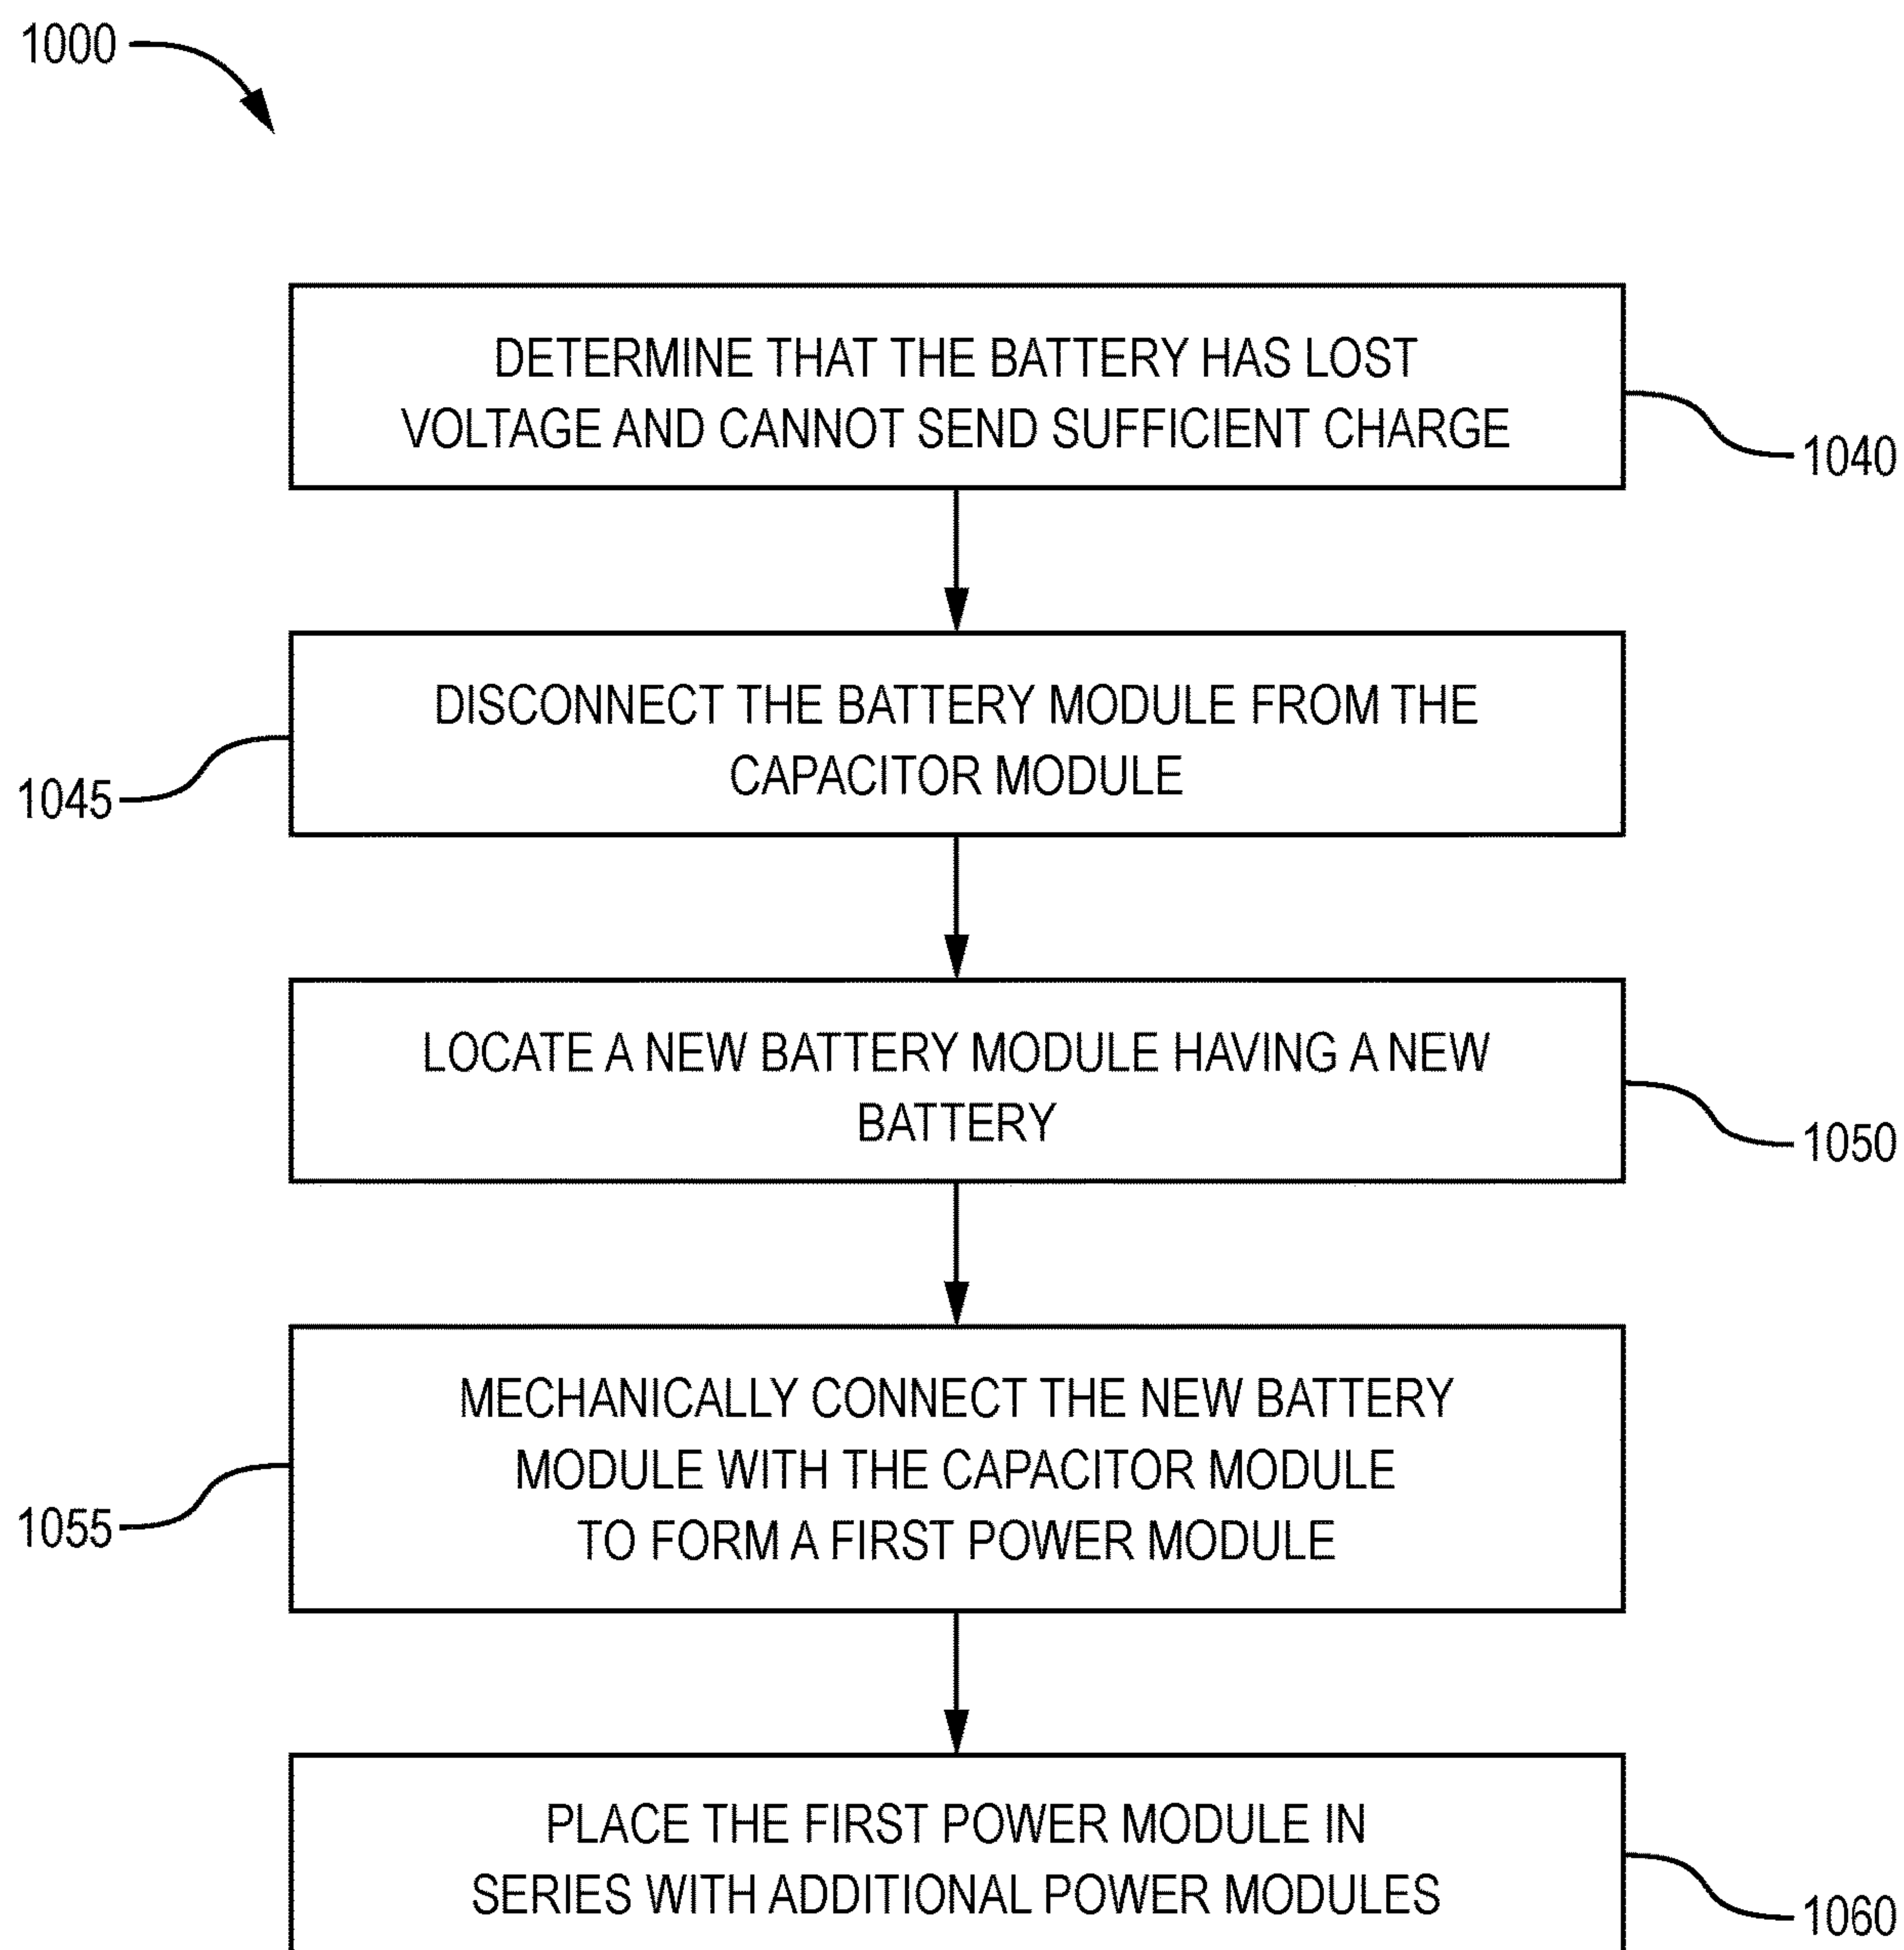 1000
DETERMINE THAT THE BATTERY HAS LOST
VOLTAGE AND CANNOT SEND SUFFICIENT CHARGE
1040
DISCONNECT THE BATTERY MODULE FROM THE
CAPACITOR MODULE
1045
LOCATE A NEW BATTERY MODULE HAVING A NEW
BATTERY
1050
MECHANICALLY CONNECT THE NEW BATTERY
MODULE WITH THE CAPACITOR MODULE
TO FORM A FIRST POWER MODULE
1055
PLACE THE FIRST POWER MODULE IN
SERIES WITH ADDITIONAL POWER MODULES
1060